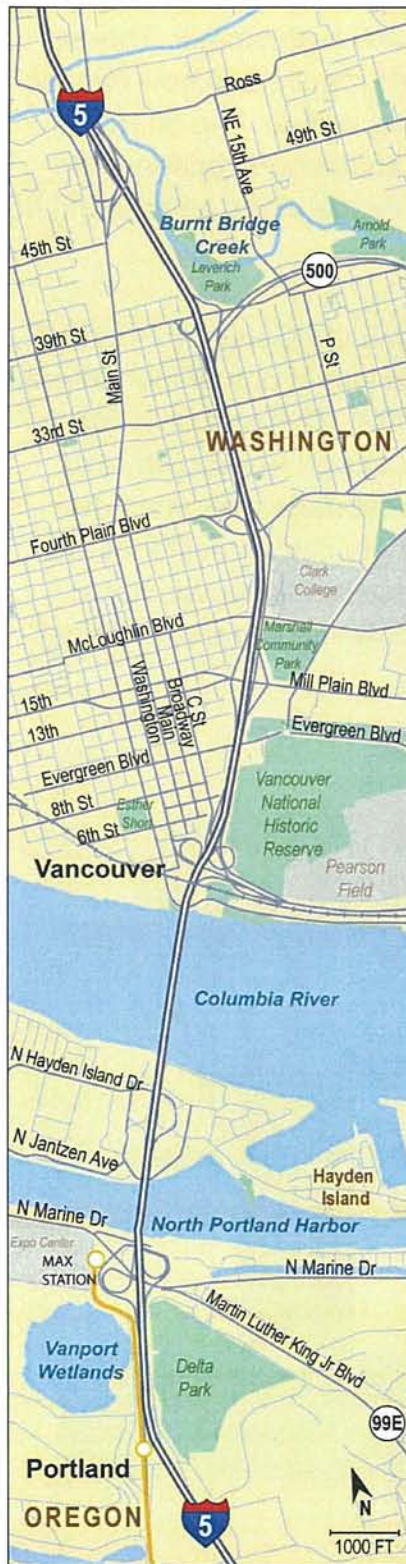 5
Ross
49th St
NE 15th Ave
Burnt Bridge
Creek
Leverich
Park
Arnold
Park
45th St
500
39th St
Main St
P St
33rd St
WASHINGTON
Fourth Plain Blvd
Clark
College
McLoughlin Blvd
Marshall
Community
Park
15th
Mill Plain Blvd
13th
Washington
Main
Broadway
C St
Evergreen Blvd
Evergreen Blvd
8th St
Esther
Short
6th St
Vancouver
National
Historic
Reserve
Vancouver
Pearson
Field
Columbia River
N Hayden Island Dr
N Jantzen Ave
Hayden
Island
N Marine Dr
North Portland Harbor
Expo Center
MAX
STATION
N Marine Dr
Martin Luther King Jr Blvd
Vanport
Wetlands
Delta
Park
99E
Portland
OREGON
5
N
1000 FT